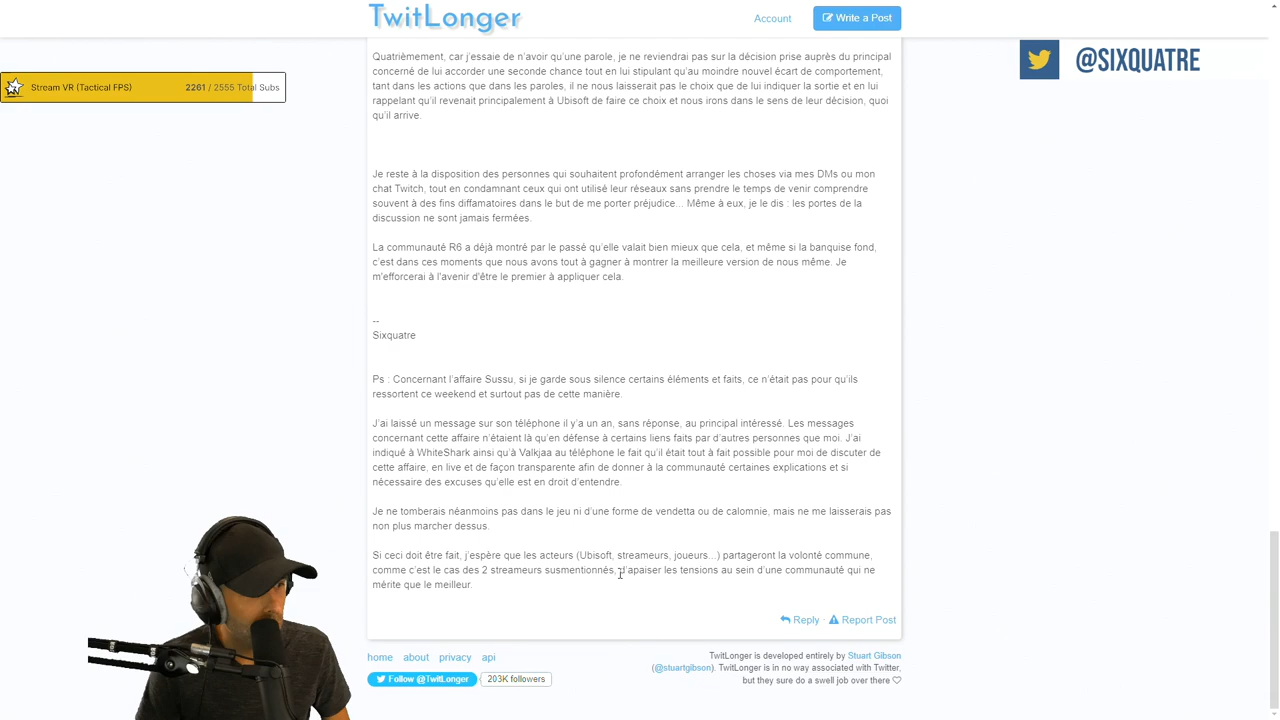 TwitLonger
Account
Write a Post
@SIXQUATRE
Stream VR (Tactical FPS)
2261 / 2555 Total Subs
Quatrièmement, car j'essaie de n'avoir qu'une parole, je ne reviendrai pas sur la décision prise auprès du principal
concerné de lui accorder une seconde chance tout en lui stipulant qu'au moindre nouvel écart de comportement,
tant dans les actions que dans les paroles, il ne nous laisserait pas le choix que de lui indiquer la sortie et en lui
rappelant qu'il revenait principalement à Ubisoft de faire ce choix et nous irons dans le sens de leur décision, quoi
qu'il arrive.
Je reste à la disposition des personnes qui souhaitent profondément arranger les choses via mes DMs ou mon
chat Twitch, tout en condamnant ceux qui ont utilisé leur réseaux sans prendre le temps de venir comprendre
souvent à des fins diffamatoires dans le but de me porter préjudice... Même à eux, je le dis : les portes de la
discussion ne sont jamais fermées.
La communauté R6 a déjà montré par le passé qu'elle valait bien mieux que cela, et même si la banquise fond,
c'est dans ces moments que nous avons tout à gagner à montrer la meilleure version de nous même. Je
m'efforcerai à l'avenir d'être le premier à appliquer cela.
--
Sixquatre
Ps : Concernant l'affaire Sussu, si je garde sous silence certains éléments et faits, ce n'était pas pour qu'ils
ressortent ce weekend et surtout pas de cette manière.
J'ai laissé un message sur son téléphone il y'a un an, sans réponse, au principal intéressé. Les messages
concernant cette affaire n'étaient là qu'en défense à certains liens faits par d'autres personnes que moi. J'ai
indiqué à WhiteShark ainsi qu'à Valkjaa au téléphone le fait qu'il était tout à fait possible pour moi de discuter de
cette affaire, en live et de façon transparente afin de donner à la communauté certaines explications et si
nécessaire des excuses qu'elle est en droit d'entendre.
Je ne tomberais néanmoins pas dans le jeu ni d'une forme de vendetta ou de calomnie, mais ne me laisserais pas
non plus marcher dessus.
Si ceci doit être fait, j'espère que les acteurs (Ubisoft, streameurs, joueurs...) partageront la volonté commune,
comme c'est le cas des 2 streameurs susmentionnés, d'apaiser les tensions au sein d'une communauté qui ne
mérite que le meilleur.
Reply · Report Post
home about privacy api
Follow @TwitLonger 203K followers
TwitLonger is developed entirely by Stuart Gibson
(@stuartgibson). TwitLonger is in no way associated with Twitter,
but they sure do a swell job over there